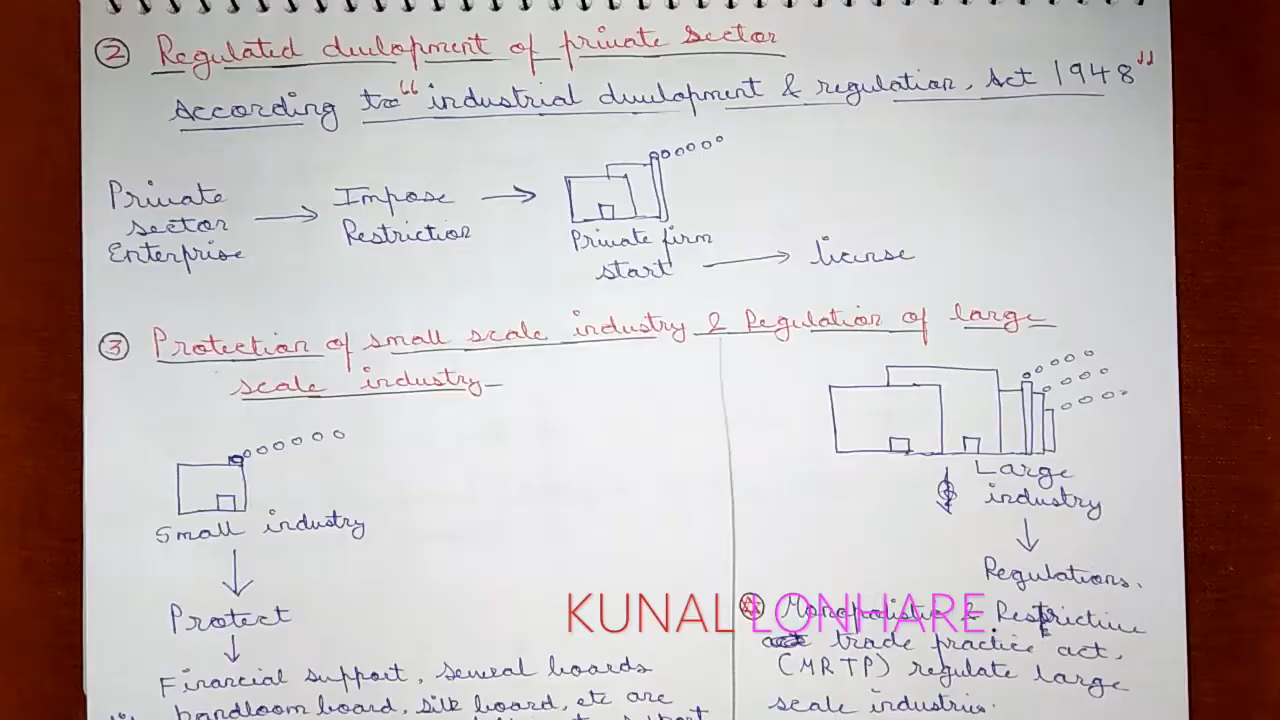 ② Regulated development of private sector
According to "industrial development & regulation, Act 1948"
Private sector Enterprise → Impose Restriction →
Private firm start → license
③ Protection of small scale industry & Regulation of large
scale industry-
Small industry
↓
Protect
↓
Financial support, several boards
handloom board, silk board, etc are
Large
industry
↓
Regulations.
Monopolistic & Restrictive
trade practice act,
(MRTP) regulate large
scale industries.
KUNAL LONHARE.